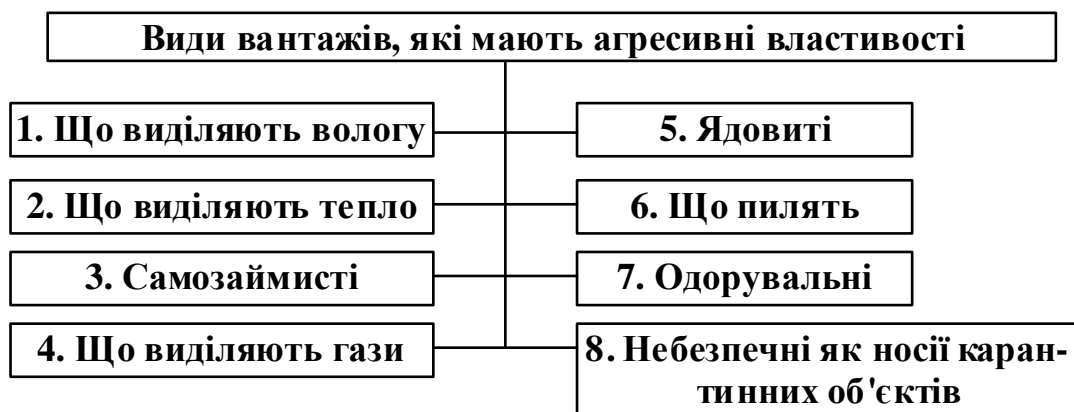 Види вантажів, які мають агресивні властивості
1. Що виділяють вологу
2. Що виділяють тепло
3. Самозаймисті
4. Що виділяють гази
5. Ядовиті
6. Що пилять
7. Одорувальні
8. Небезпечні як носії каран-
тинних об'єктів